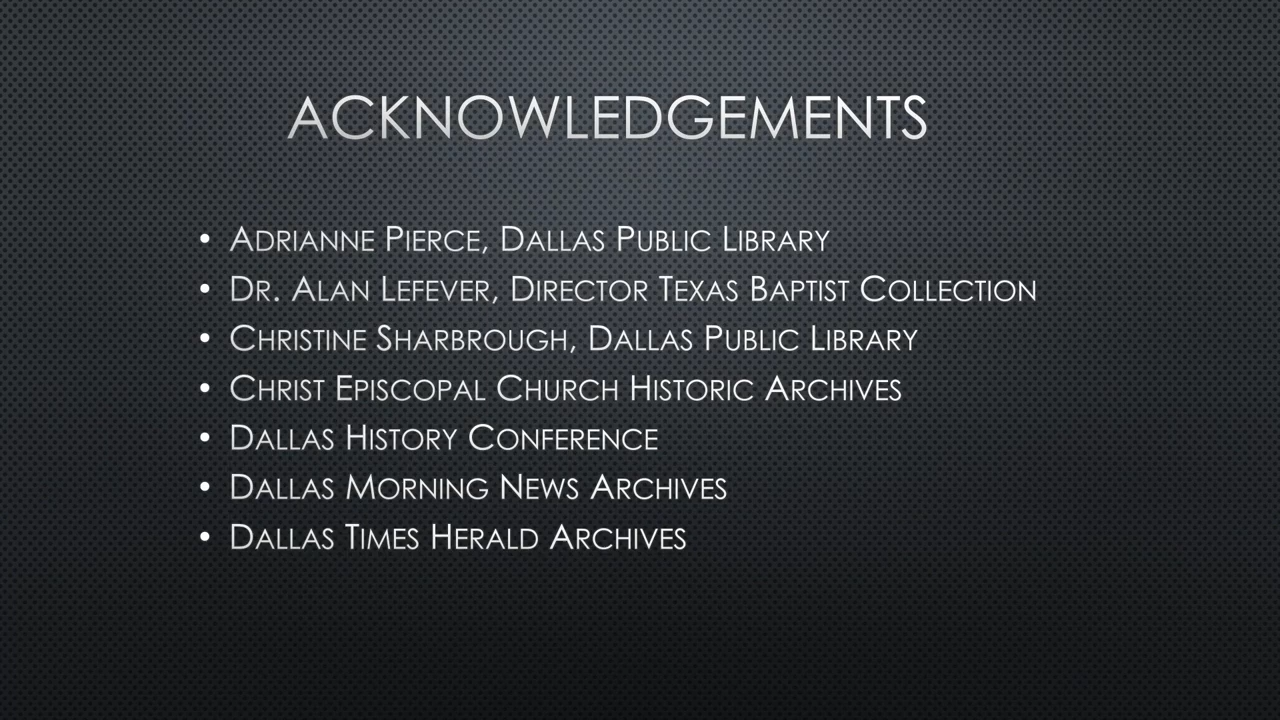 ACKNOWLEDGEMENTS
• Adrianne Pierce, Dallas Public Library
• Dr. Alan Lefever, Director Texas Baptist Collection
• Christine Sharbrough, Dallas Public Library
• Christ Episcopal Church Historic Archives
• Dallas History Conference
• Dallas Morning News Archives
• Dallas Times Herald Archives